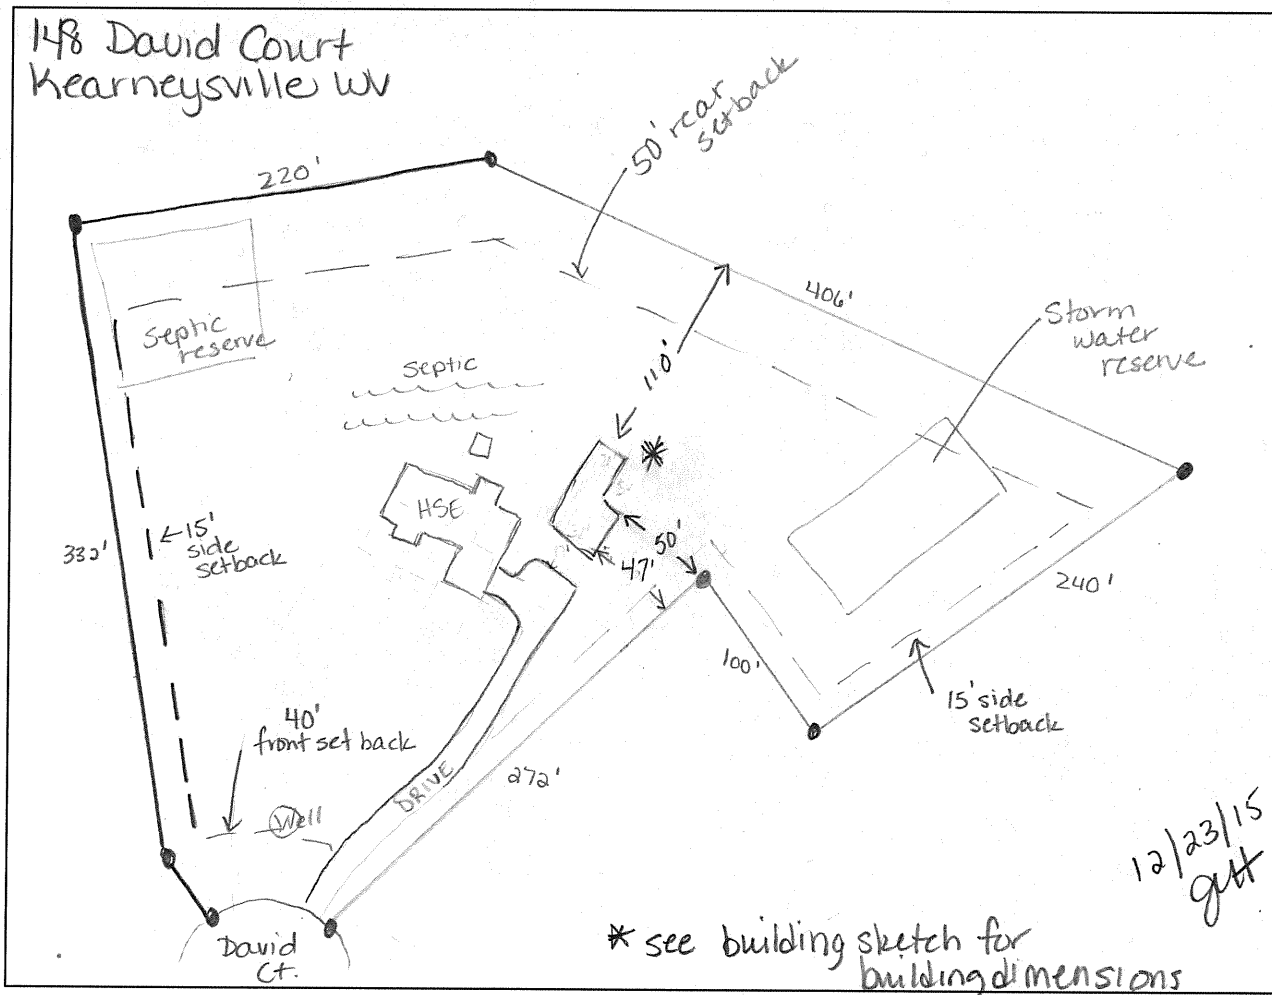 148 David Court
Kearneysville WV
50' rear
setback
220'
406'
Storm
water
reserve
Septic
reserve
Septic
110'
*
HSE
332'
15'
side
setback
50'
47'
240'
100'
15' side
setback
40'
front set back
272'
DRIVE
Well
12/23/15
David
Ct.
* see building sketch for
building dimensions